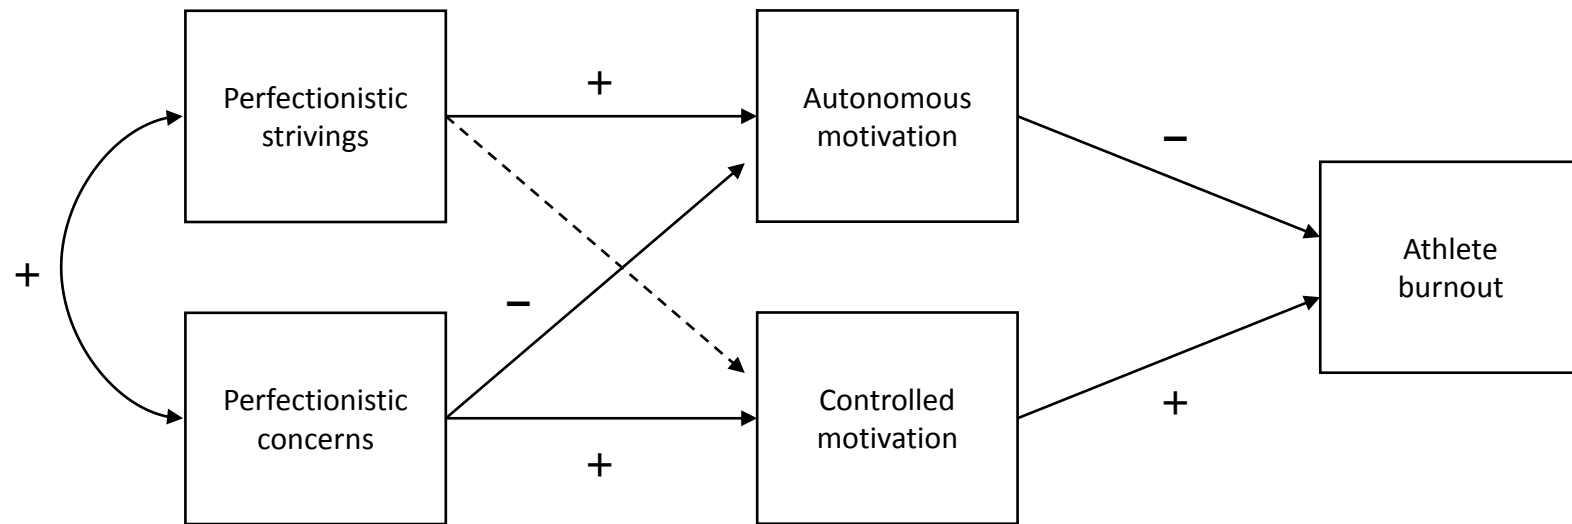 Perfectionistic
strivings
+
Autonomous
motivation
–
Athlete
burnout
+
–
Perfectionistic
concerns
+
Controlled
motivation
+